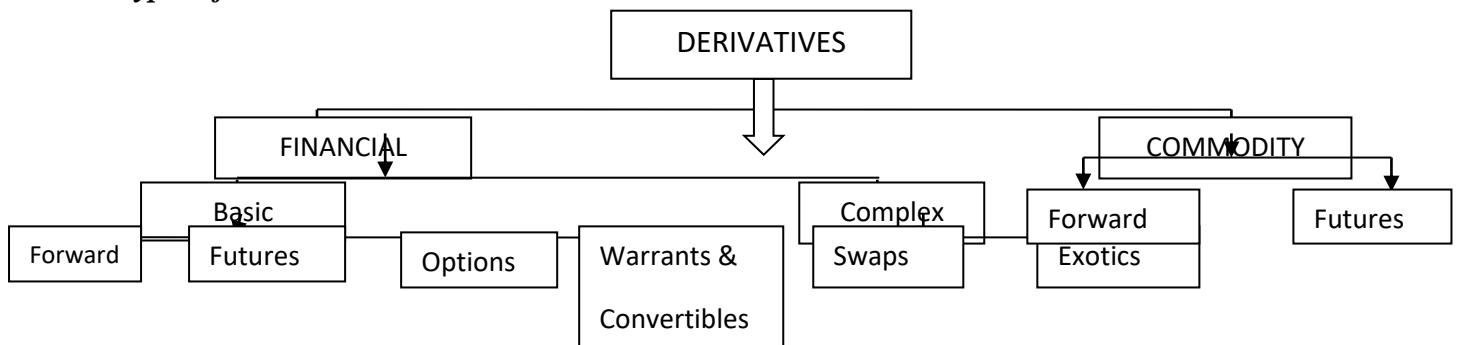 DERIVATIVES
FINANCIAL
COMMODITY
Basic
Complex
Forward
Futures
Forward
Futures
Options
Warrants &
Convertibles
Swaps
Exotics